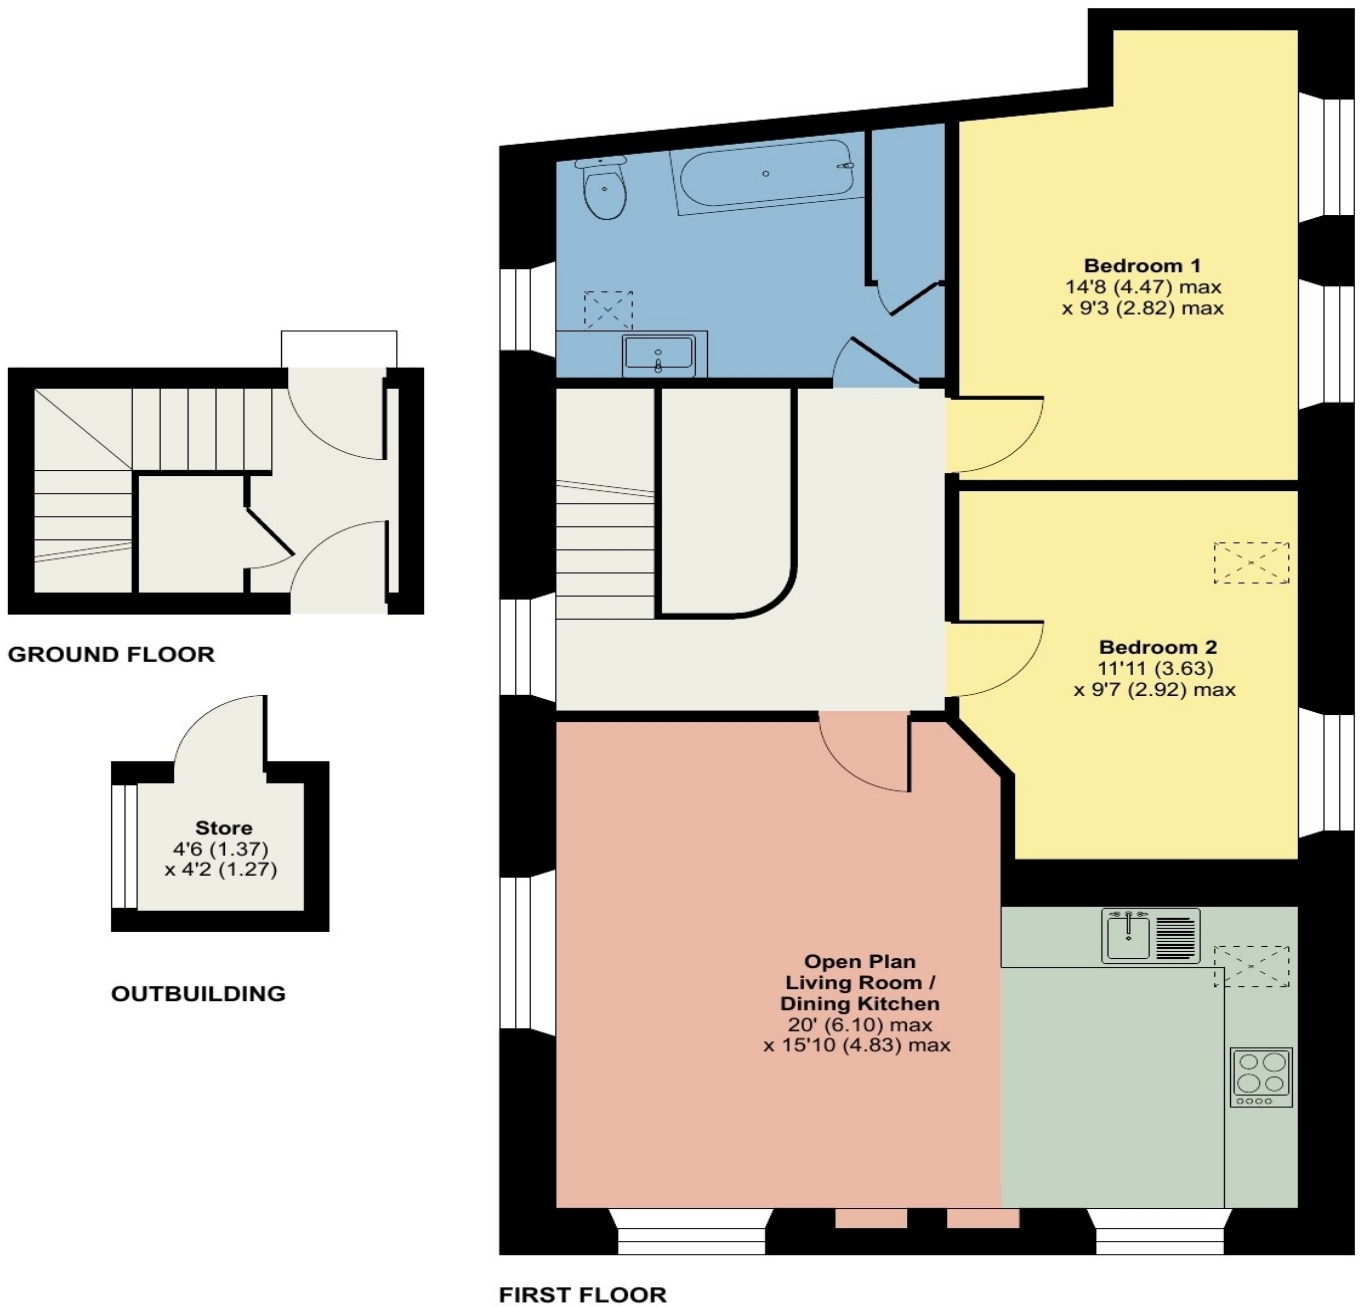 Bedroom 1
14'8 (4.47) max
x 9'3 (2.82) max
GROUND FLOOR
Bedroom 2
11'11 (3.63)
x 9'7 (2.92) max
Store
4'6 (1.37)
x 4'2 (1.27)
OUTBUILDING
Open Plan
Living Room /
Dining Kitchen
20' (6.10) max
x 15'10 (4.83) max
FIRST FLOOR